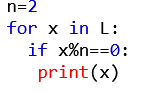 n=2
for x in L:
  if x%n==0:
   print(x)